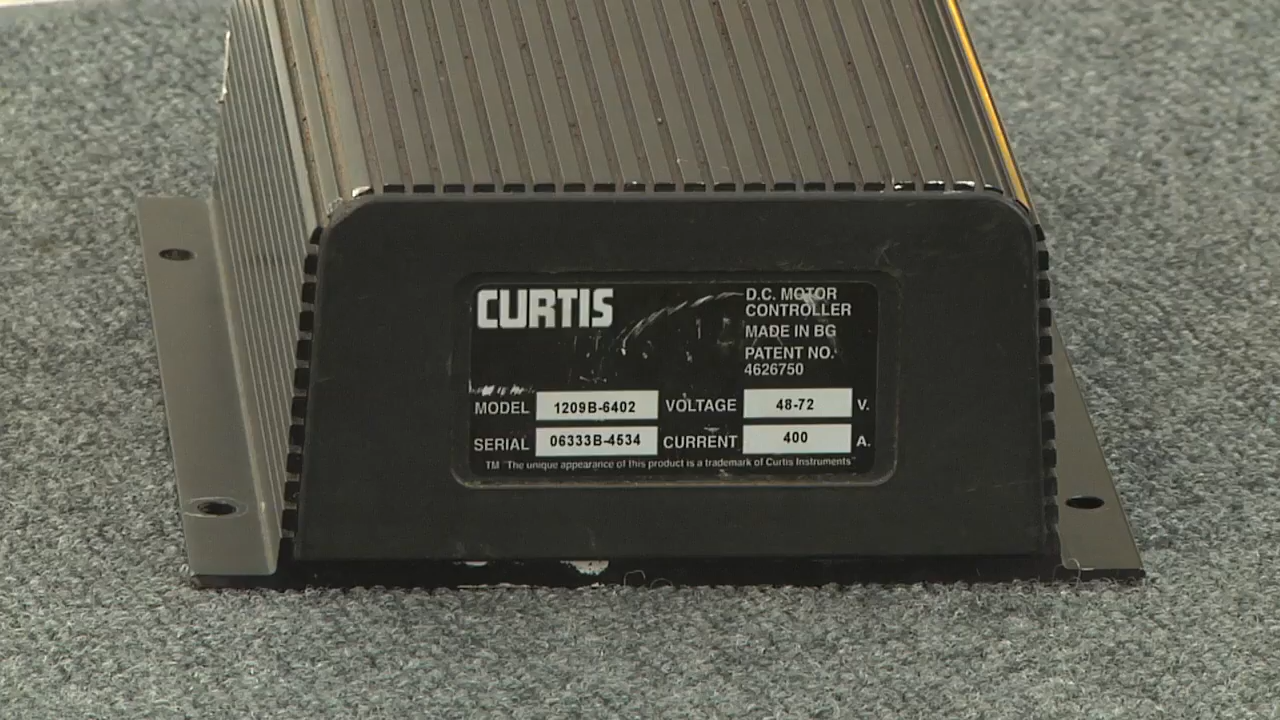 CURTIS
D.C. MOTOR
CONTROLLER
MADE IN BG
PATENT NO.
4626750
MODEL 1209B-6402 VOLTAGE 48-72 V.
SERIAL 06333B-4534 CURRENT 400 A.
TM "The unique appearance of this product is a trademark of Curtis Instruments"